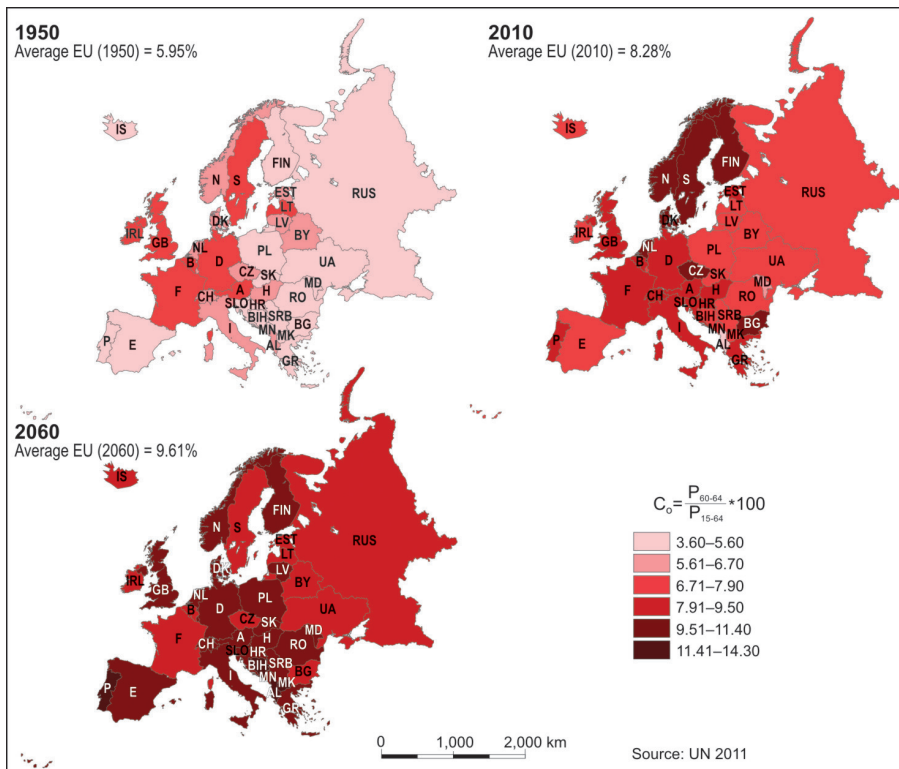 1950
Average EU (1950) = 5.95%
IS
FIN
N
S
RUS
EST
LT
DK
LV
IRL
BY
GB
NL
PL
B
D
UA
CZ
SK
MD
F
A
H
CH
RO
SLO
HR
BIH
SRB
BG
MN
MK
I
P
E
AL
GR
2010
Average EU (2010) = 8.28%
IS
FIN
N
S
RUS
EST
LT
DK
LV
IRL
BY
GB
NL
PL
B
D
UA
CZ
SK
MD
F
A
H
CH
RO
SLO
HR
BIH
SRB
BG
MN
MK
I
P
E
AL
GR
2060
Average EU (2060) = 9.61%
IS
FIN
N
S
RUS
EST
LT
DK
LV
IRL
BY
GB
NL
PL
B
D
UA
CZ
SK
MD
F
A
H
CH
RO
SLO
HR
BIH
SRB
BG
MN
MK
I
P
E
AL
GR
Co = P60-64 / P15-64 *100
3.60–5.60
5.61–6.70
6.71–7.90
7.91–9.50
9.51–11.40
11.41–14.30
0 1,000 2,000 km
Source: UN 2011